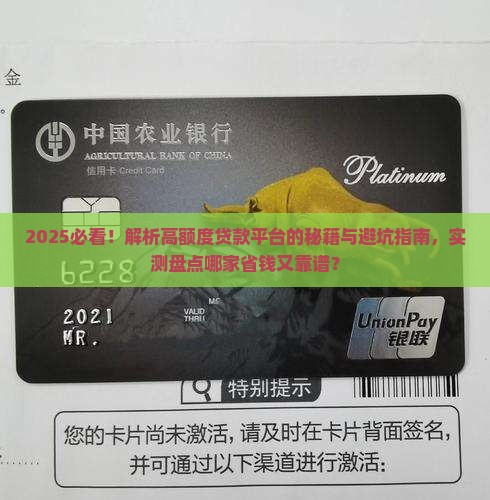 金
中国农业银行
AGRICULTURAL BANK OF CHINA
信用卡 Credit Card
Platinum
2025必看！解析高额度贷款平台的秘籍与避坑指南，实
测盘点哪家省钱又靠谱？
6228
2021
MS
VALID
THRU
MR.
UnionPay
银联
特别提示
您的卡片尚未激活，请及时在卡片背面签名，
并可通过以下渠道进行激活：